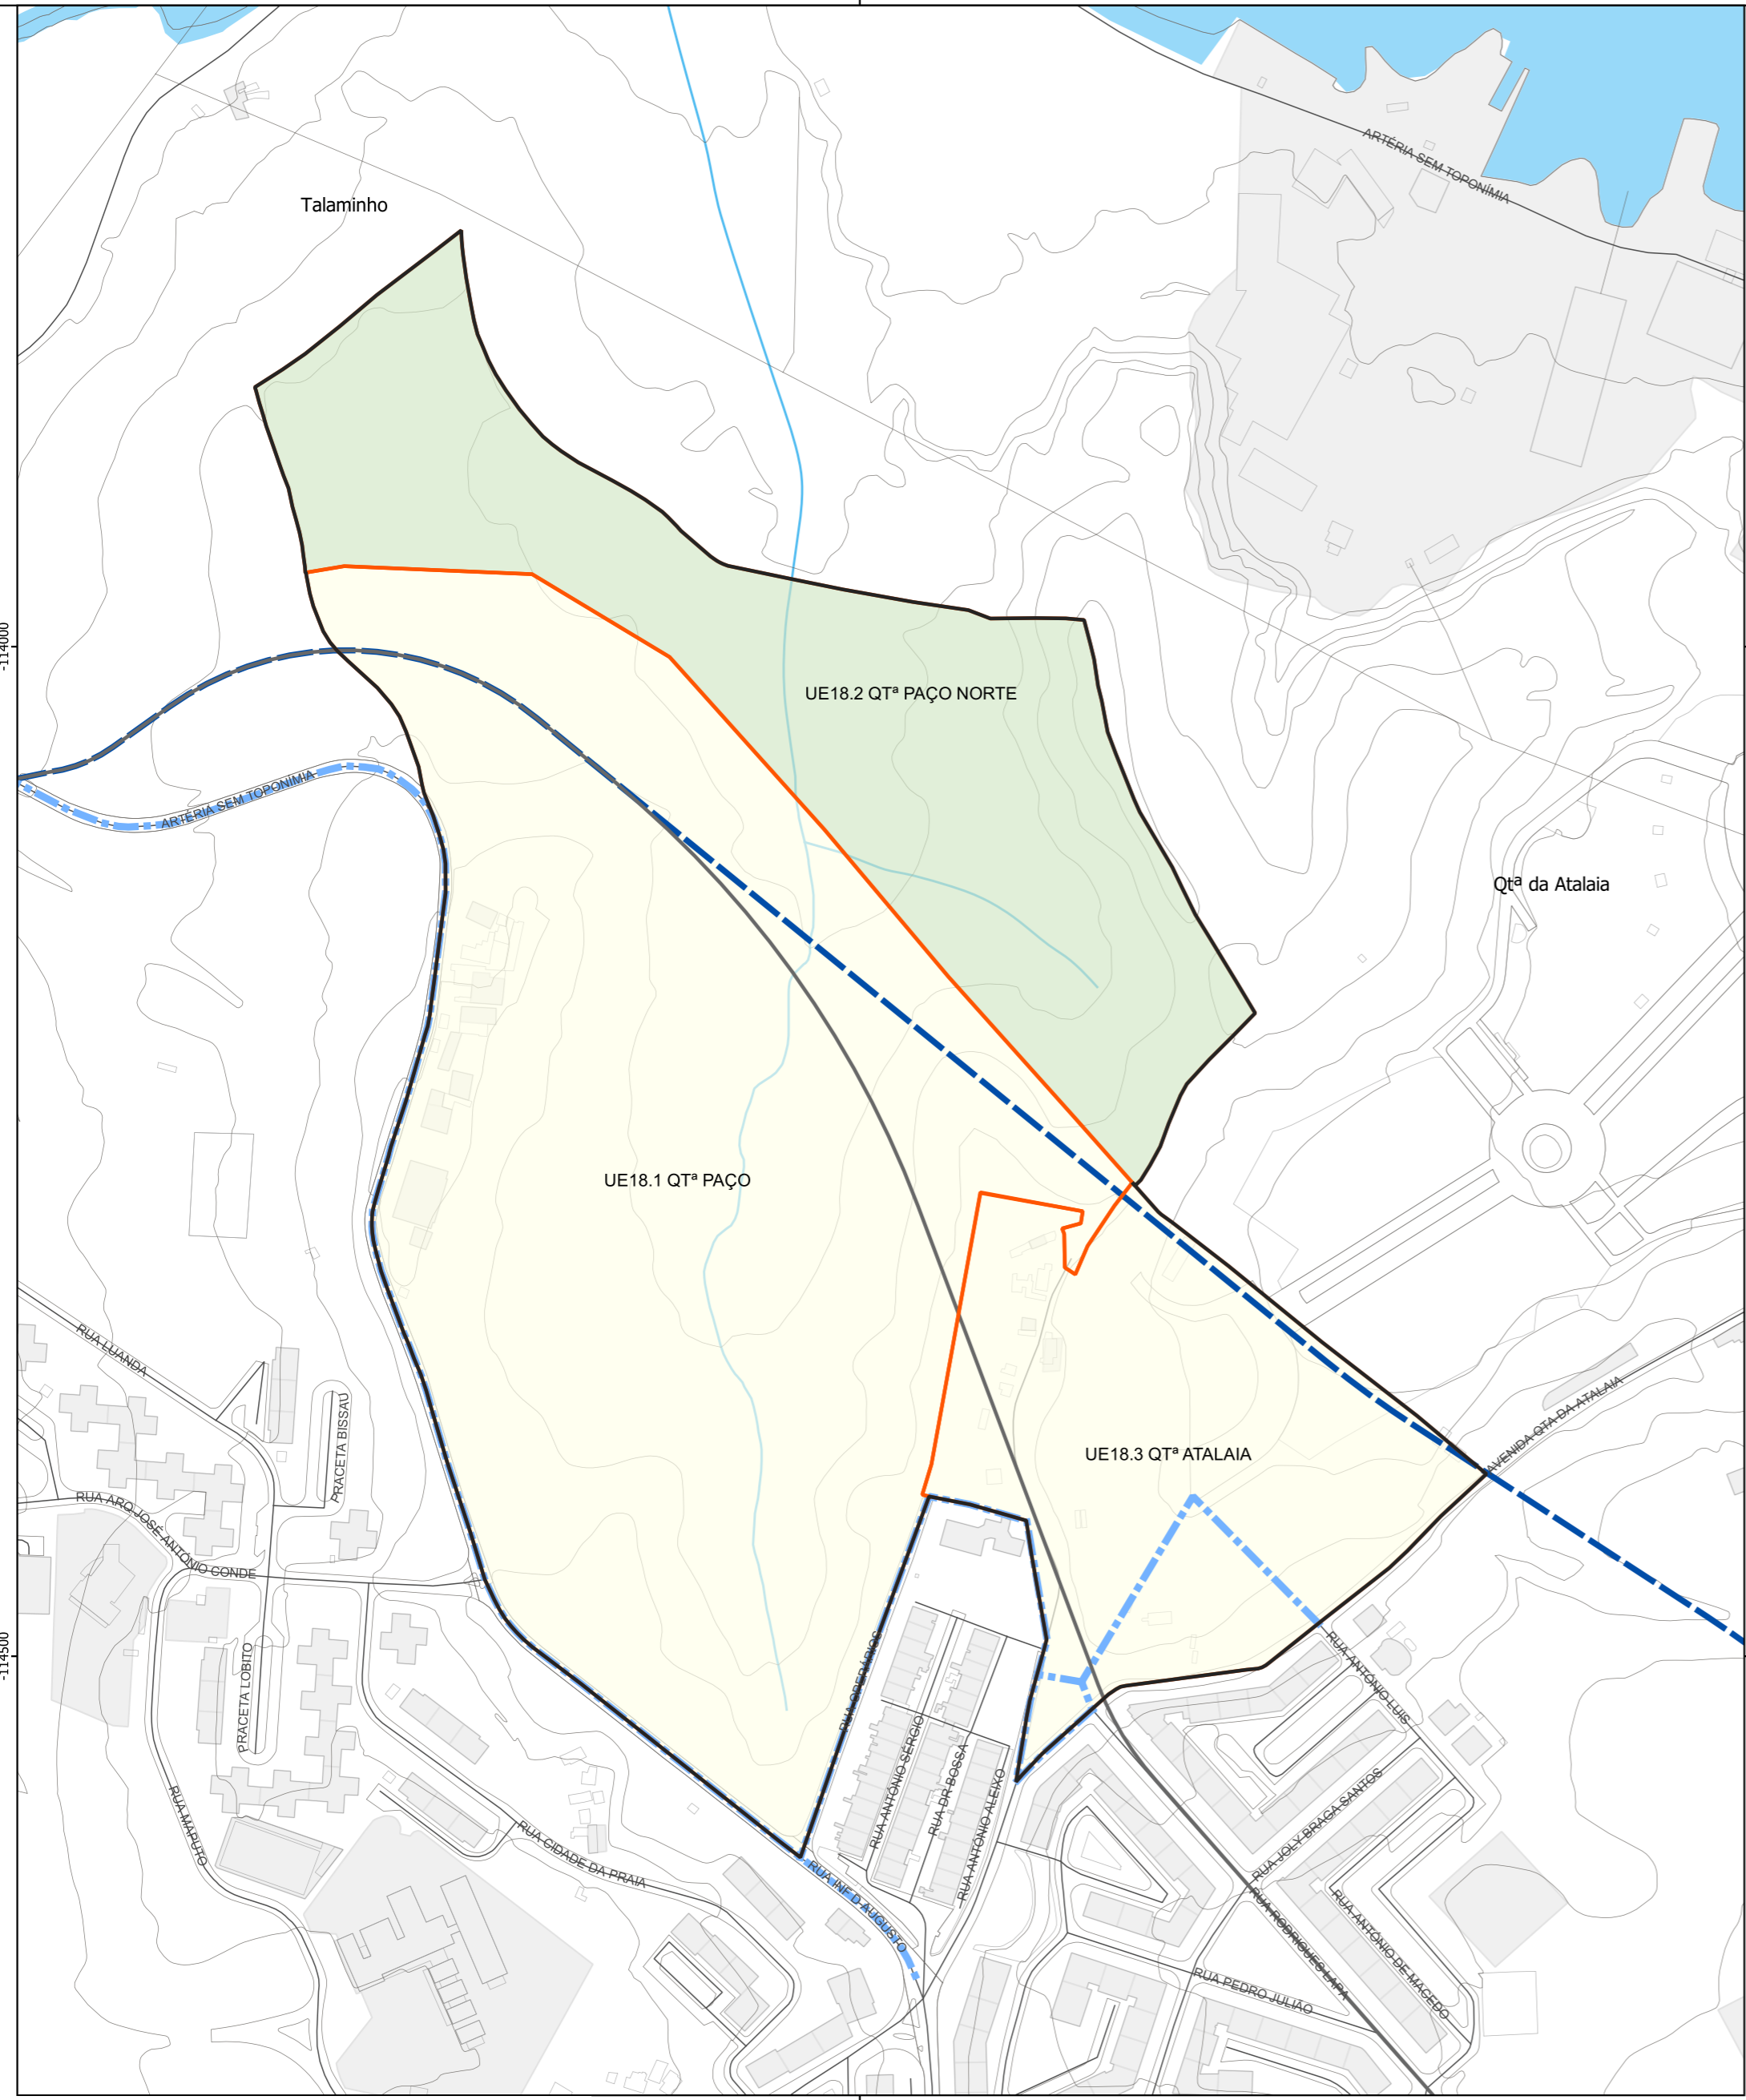 ARTÉRIA SEM TOPONÍMIA
Talaminho
-114000
UE18.2 QTª PAÇO NORTE
ARTÉRIA SEM TOPONÍMIA
Qtª da Atalaia
UE18.1 QTª PAÇO
RUA LUANDA
PRACETA BISSAU
AVENIDA QTA DA ATALAIA
UE18.3 QTª ATALAIA
RUA ARQ JOSÉ ANTÓNIO CONDE
-114500
PRACETA LOBITO
RUA OPERÁRIOS
RUA ANTÓNIO LUIS
RUA ANTÓNIO SÉRGIO
RUA DR BOSSA
RUA ANTÓNIO ALEIXO
RUA MAPUTO
RUA CIDADE DA PRAIA
RUA INF D AUGUSTO
RUA JOLY BRAGA SANTOS
RUA RODRIGUES LAPA
RUA ANTÓNIO DE MACEDO
RUA PEDRO JULIÃO